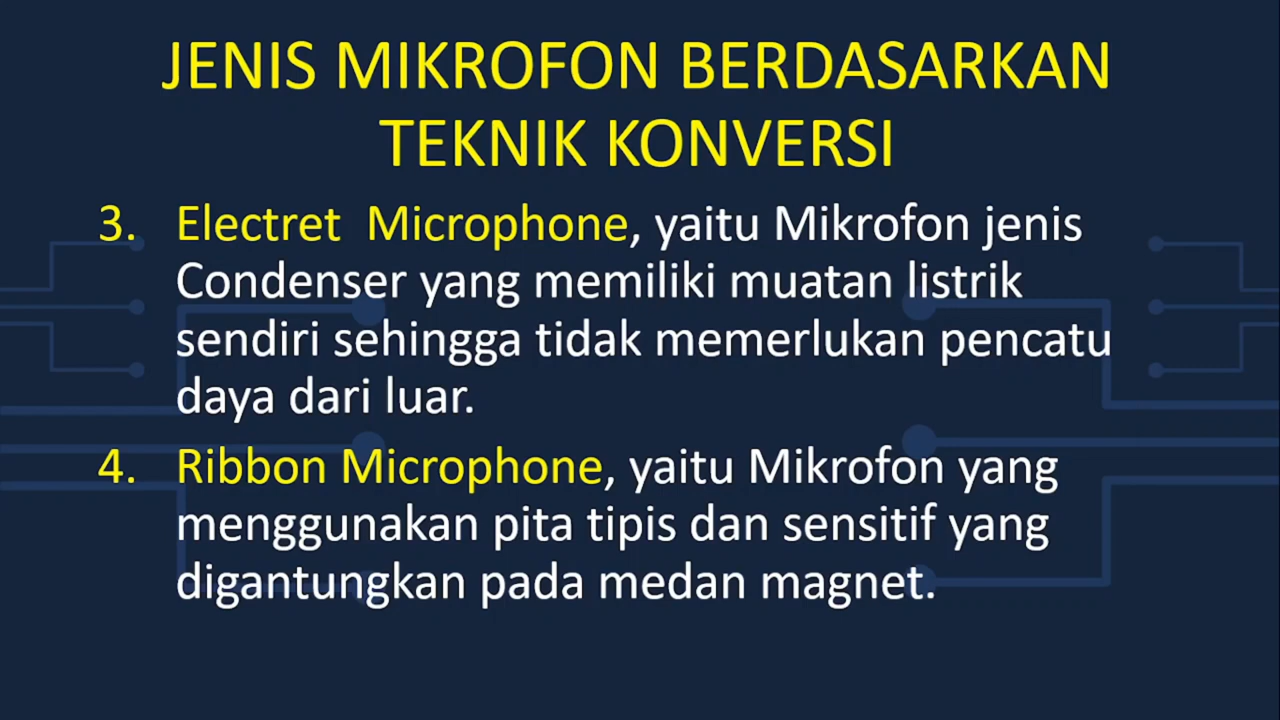 JENIS MIKROFON BERDASARKAN
TEKNIK KONVERSI
3. Electret Microphone, yaitu Mikrofon jenis
Condenser yang memiliki muatan listrik
sendiri sehingga tidak memerlukan pencatu
daya dari luar.
4. Ribbon Microphone, yaitu Mikrofon yang
menggunakan pita tipis dan sensitif yang
digantungkan pada medan magnet.